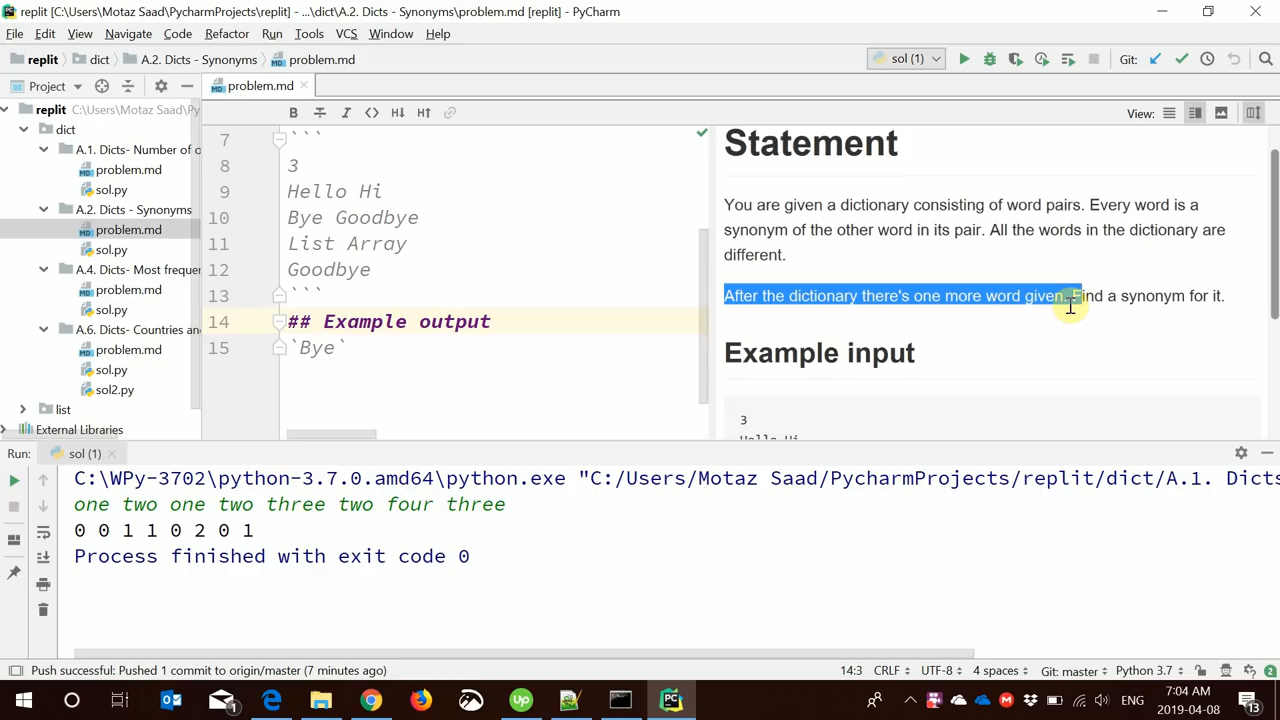 replit [C:\Users\Motaz Saad\PycharmProjects\replit] - ...\dict\A.2. Dicts - Synonyms\problem.md [replit] - PyCharm
File Edit View Navigate Code Refactor Run Tools VCS Window Help
replit dict A.2. Dicts - Synonyms problem.md sol (1) Git:
Project problem.md
View:
replit C:\Users\Motaz Saad\Py
dict
A.1. Dicts- Number of o
problem.md
sol.py
A.2. Dicts - Synonyms
problem.md
sol.py
A.4. Dicts- Most freque
problem.md
sol.py
A.6. Dicts- Countries an
problem.md
sol.py
sol2.py
list
External Libraries
7 ```
8 3
9 Hello Hi
10 Bye Goodbye
11 List Array
12 Goodbye
13 ```
14 ## Example output
15 `Bye`
Statement
You are given a dictionary consisting of word pairs. Every word is a
synonym of the other word in its pair. All the words in the dictionary are
different.
After the dictionary there's one more word given. Find a synonym for it.
Example input
3
Hello Hi
Run: sol (1)
C:\WPy-3702\python-3.7.0.amd64\python.exe "C:/Users/Motaz Saad/PycharmProjects/replit/dict/A.1. Dicts
one two one two three two four three
0 0 1 1 0 2 0 1
Process finished with exit code 0
Push successful: Pushed 1 commit to origin/master (7 minutes ago) 14:3 CRLF UTF-8 4 spaces Git: master Python 3.7 2
ENG 7:04 AM
2019-04-08
13